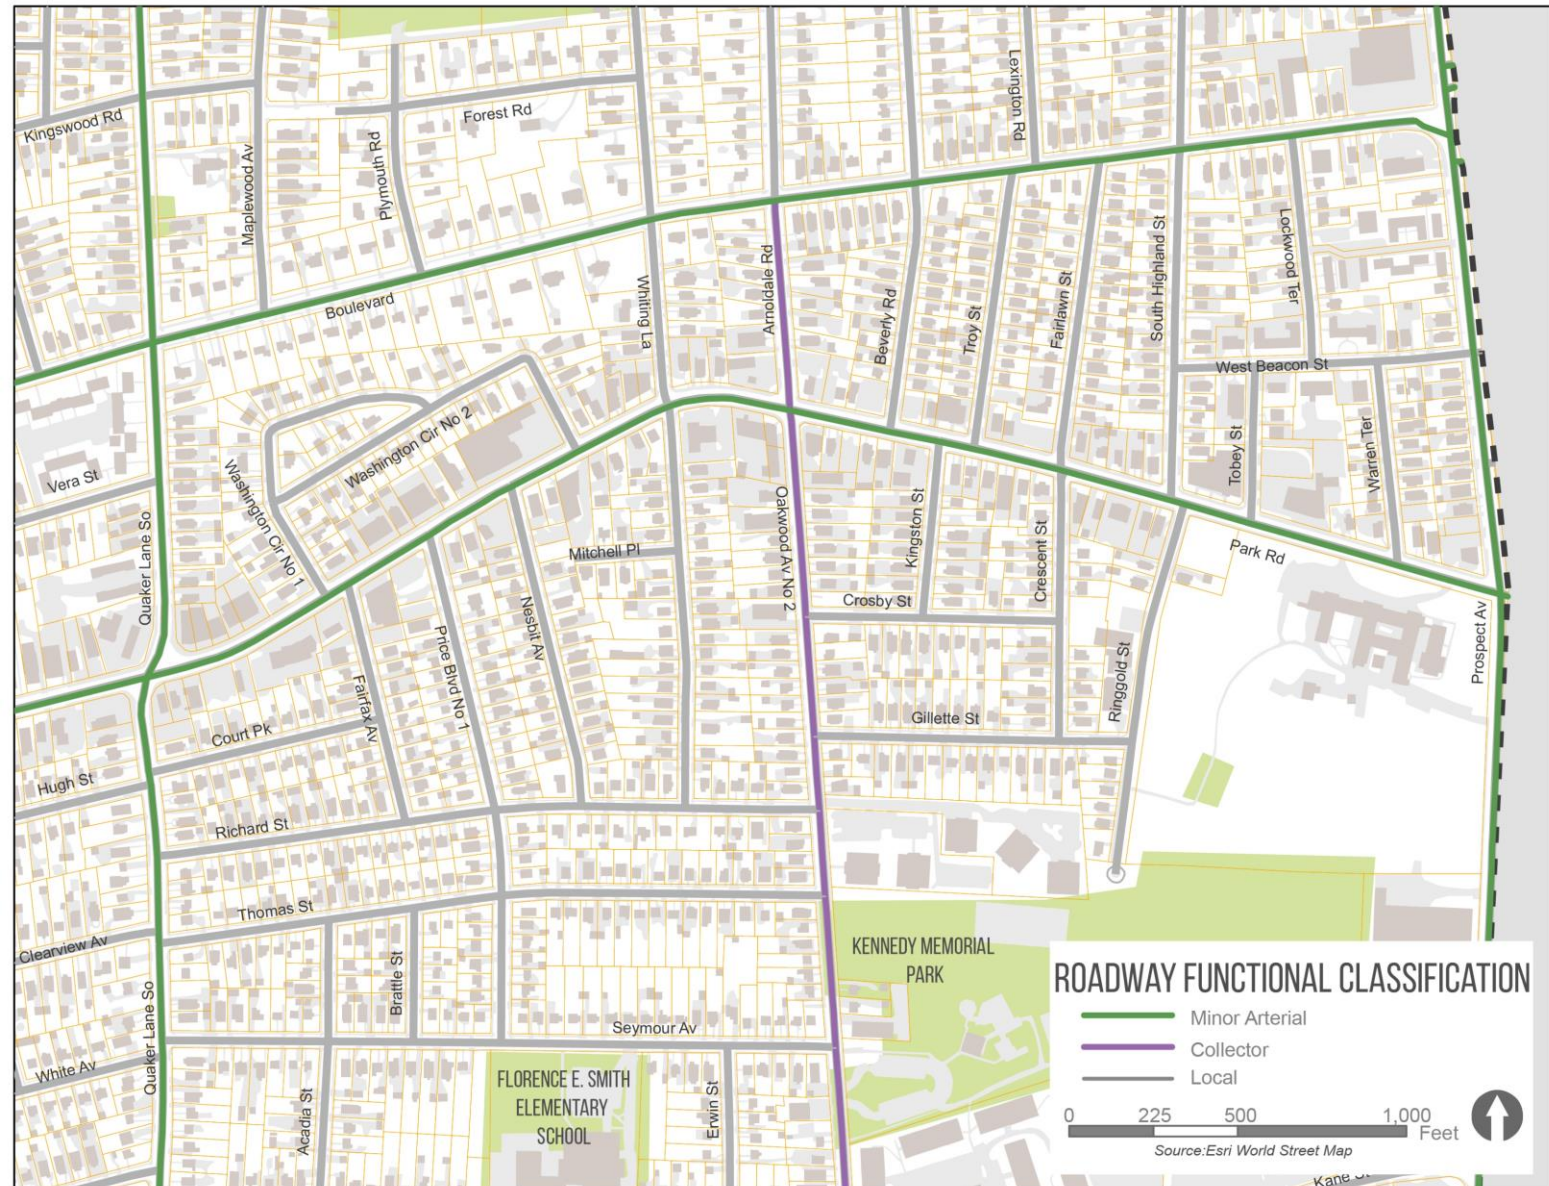 Kingswood Rd
Maplewood Av
Plymouth Rd
Forest Rd
Lexington Rd
Boulevard
Whiting La
Arnoldale Rd
Beverly Rd
Troy St
Fairlawn St
South Highland St
Lockwood Ter
West Beacon St
Vera St
Quaker Lane So
Washington Cir No 1
Washington Cir No 2
Mitchell Pl
Nesbit Av
Price Blvd No 1
Fairfax Av
Oakwood Av No 2
Kingston St
Crescent St
Crosby St
Tobey St
Warren Ter
Park Rd
Prospect Av
Ringgold St
Gillette St
Court Pk
Hugh St
Richard St
Thomas St
Clearview Av
Brattle St
Quaker Lane So
Seymour Av
White Av
Acadia St
Erwin St
FLORENCE E. SMITH
ELEMENTARY
SCHOOL
KENNEDY MEMORIAL
PARK
ROADWAY FUNCTIONAL CLASSIFICATION
Minor Arterial
Collector
Local
0 225 500 1,000
Feet
Source:Esri World Street Map
Kane St